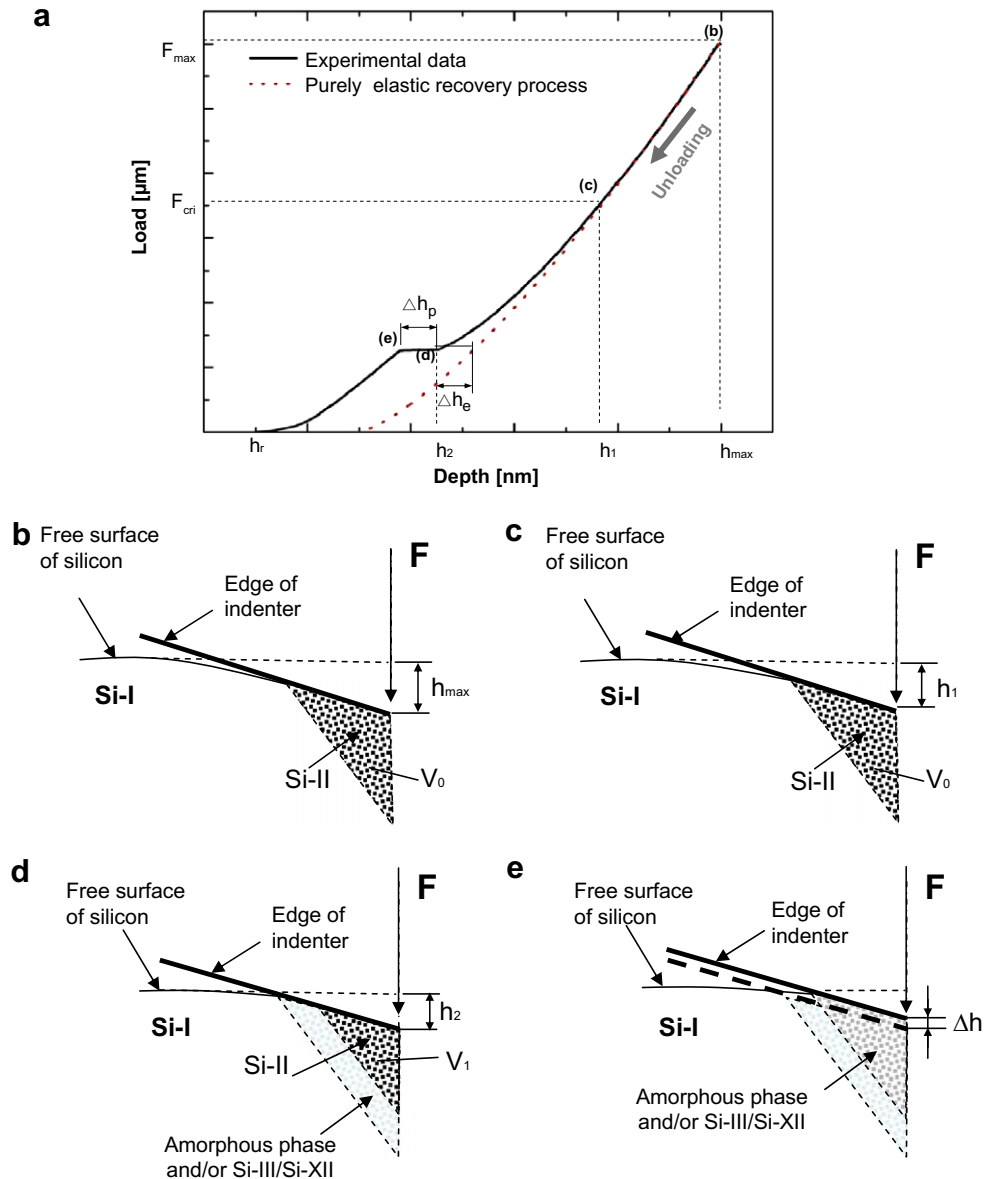 a
(b)
F_max
Experimental data
Purely elastic recovery process
Unloading
Load [µm]
(c)
F_cri
△h_p
(e)
(d)
△h_e
h_r
h_2
h_1
h_max
Depth [nm]
b
Free surface
of silicon
F
Edge of
indenter
Si-I
h_max
Si-II
V_0
c
Free surface
of silicon
F
Edge of
indenter
Si-I
h_1
Si-II
V_0
d
Free surface
of silicon
F
Edge of
indenter
Si-I
h_2
Si-II
V_1
Amorphous phase
and/or Si-III/Si-XII
e
Free surface
of silicon
F
Edge of
indenter
Si-I
Δh
Amorphous phase
and/or Si-III/Si-XII